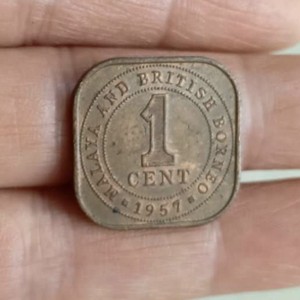 MALAYA AND BRITISH BORNEO
1
CENT
1957